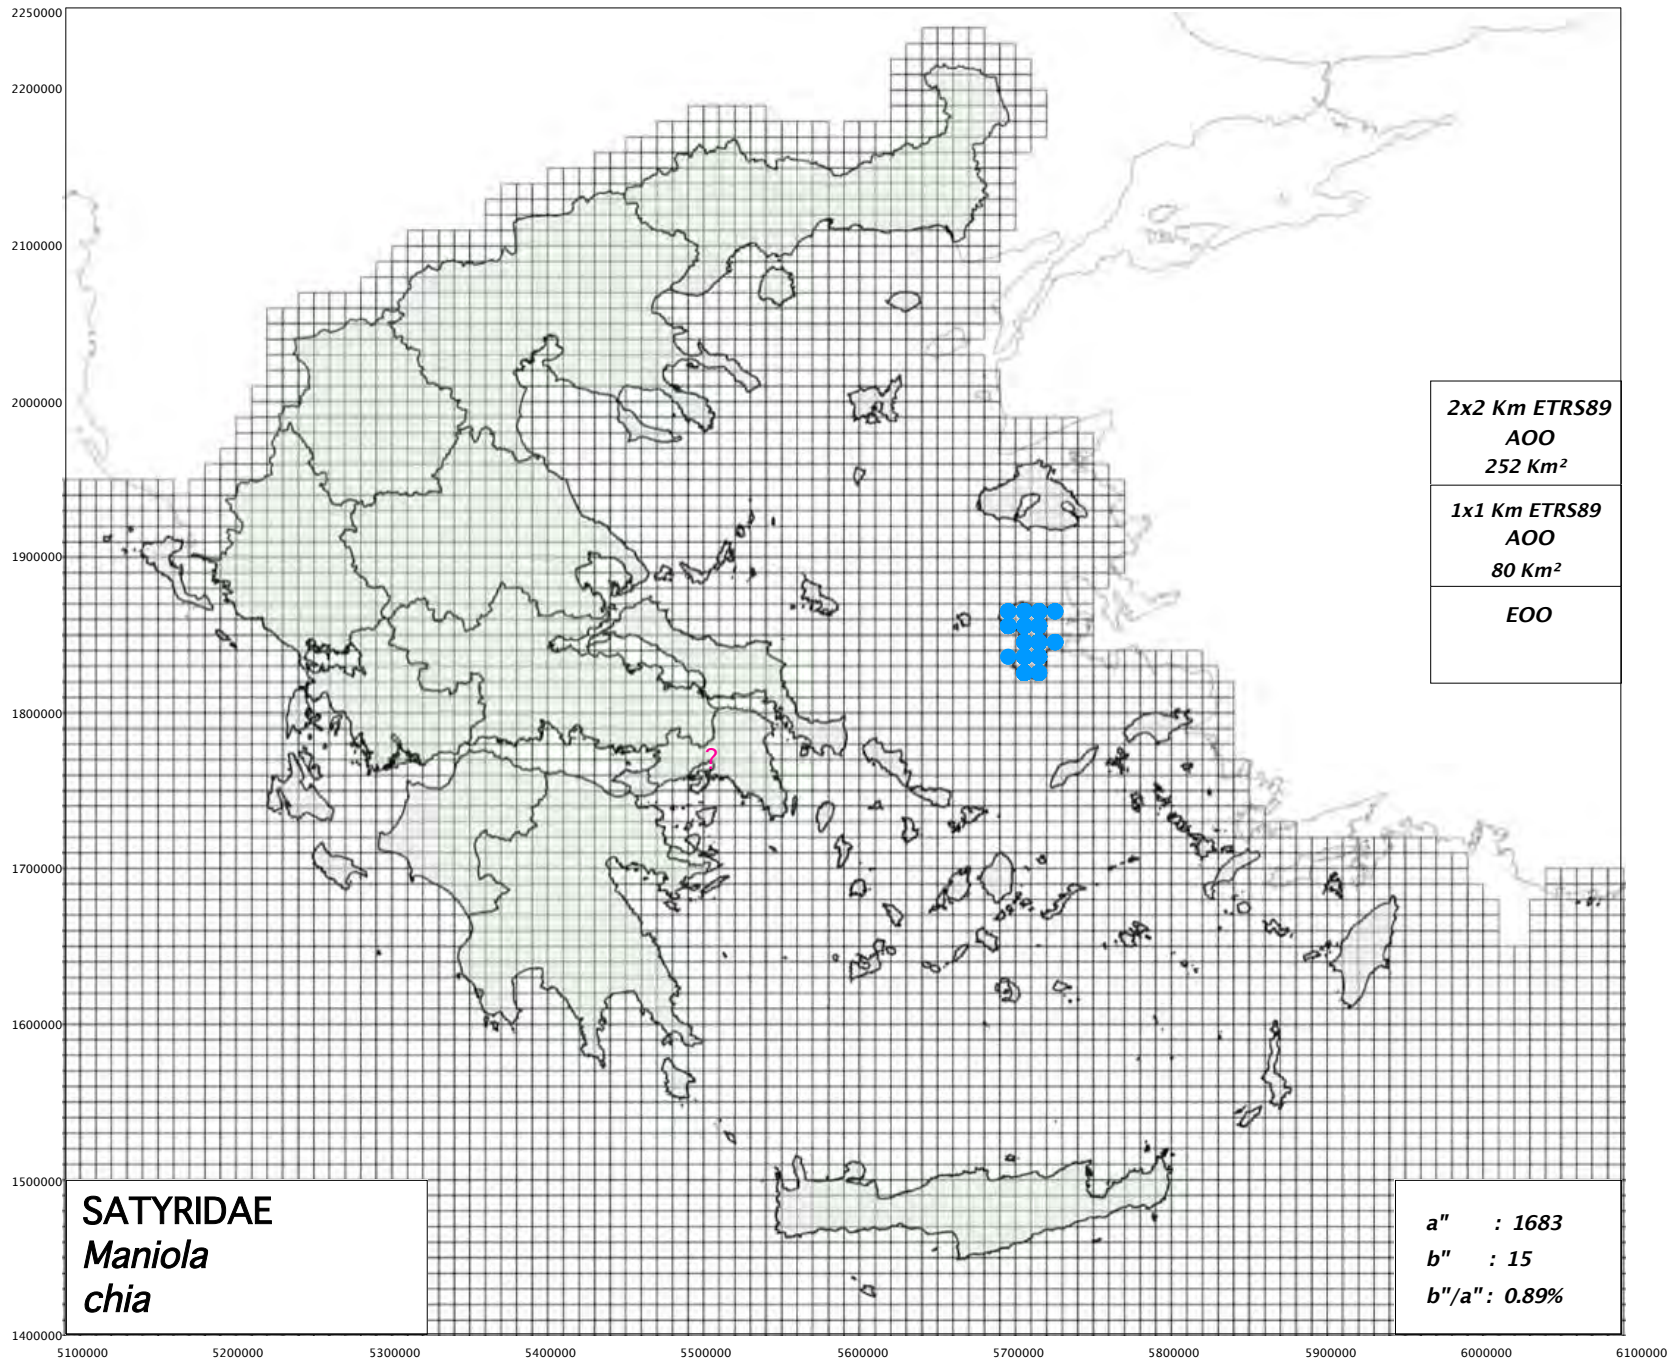 2250000
2200000
2100000
2000000
1900000
1800000
1700000
1600000
1500000
1400000
2x2 Km ETRS89
AOO
252 Km²
1x1 Km ETRS89
AOO
80 Km²
EOO
?
SATYRIDAE
Maniola
chia
a" : 1683
b" : 15
b"/a" : 0.89%
5100000 5200000 5300000 5400000 5500000 5600000 5700000 5800000 5900000 6000000 6100000